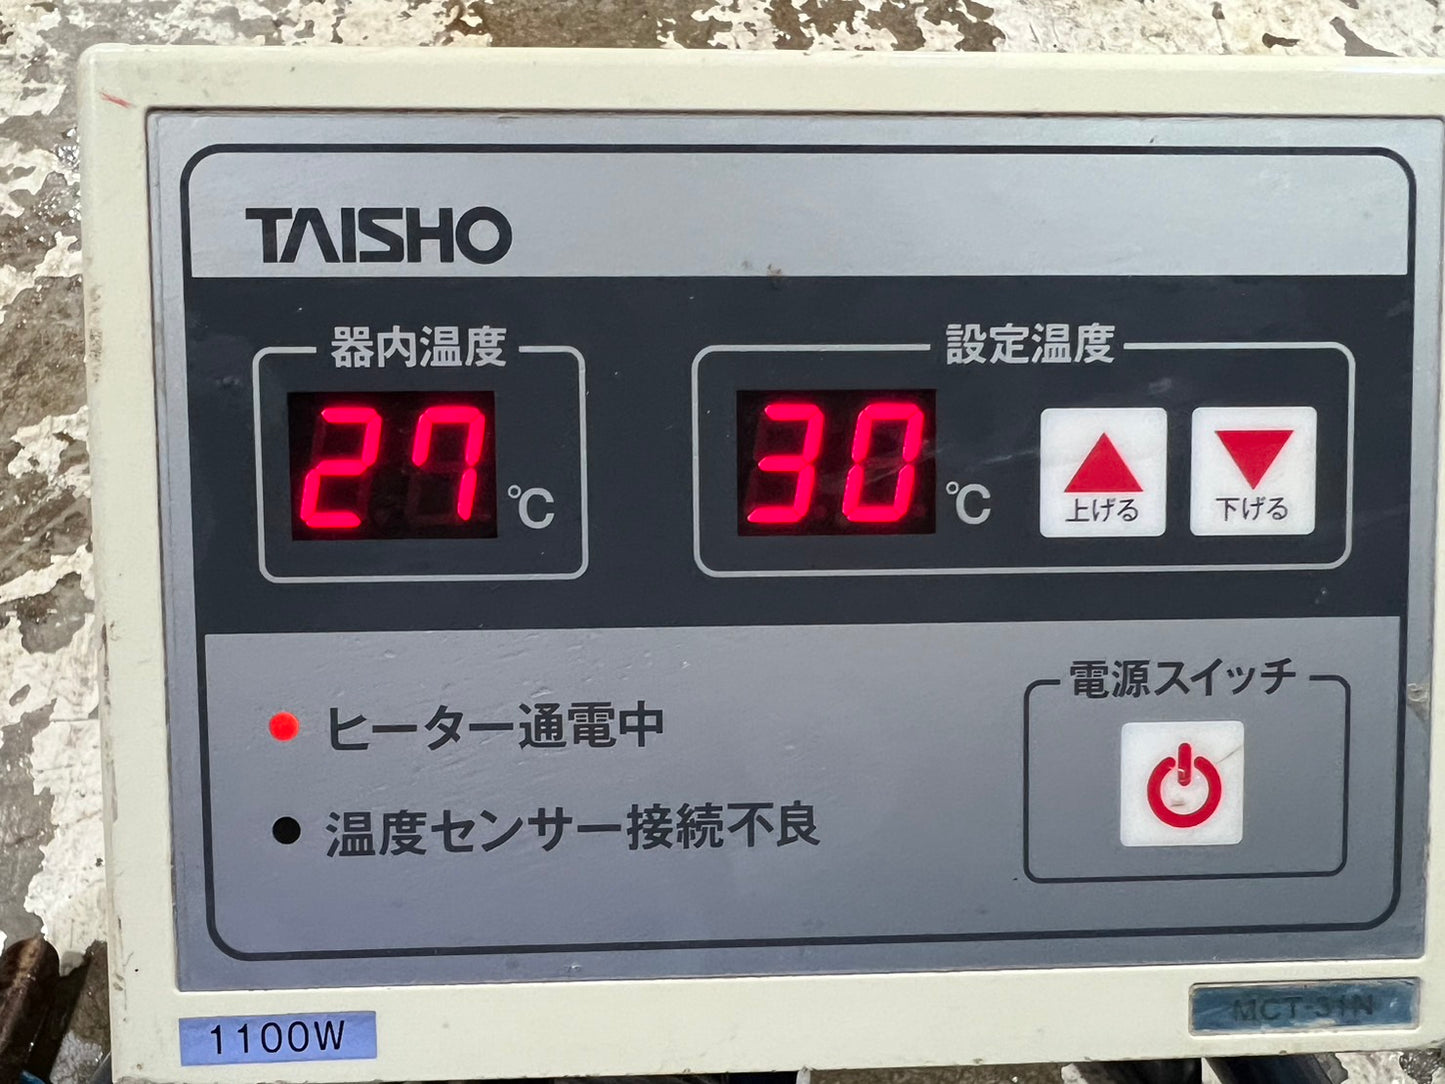 TAISHO
器内温度
設定温度
27 ℃
30 ℃
上げる
下げる
電源スイッチ
ヒーター通電中
温度センサー接続不良
1100W
MCT-31N